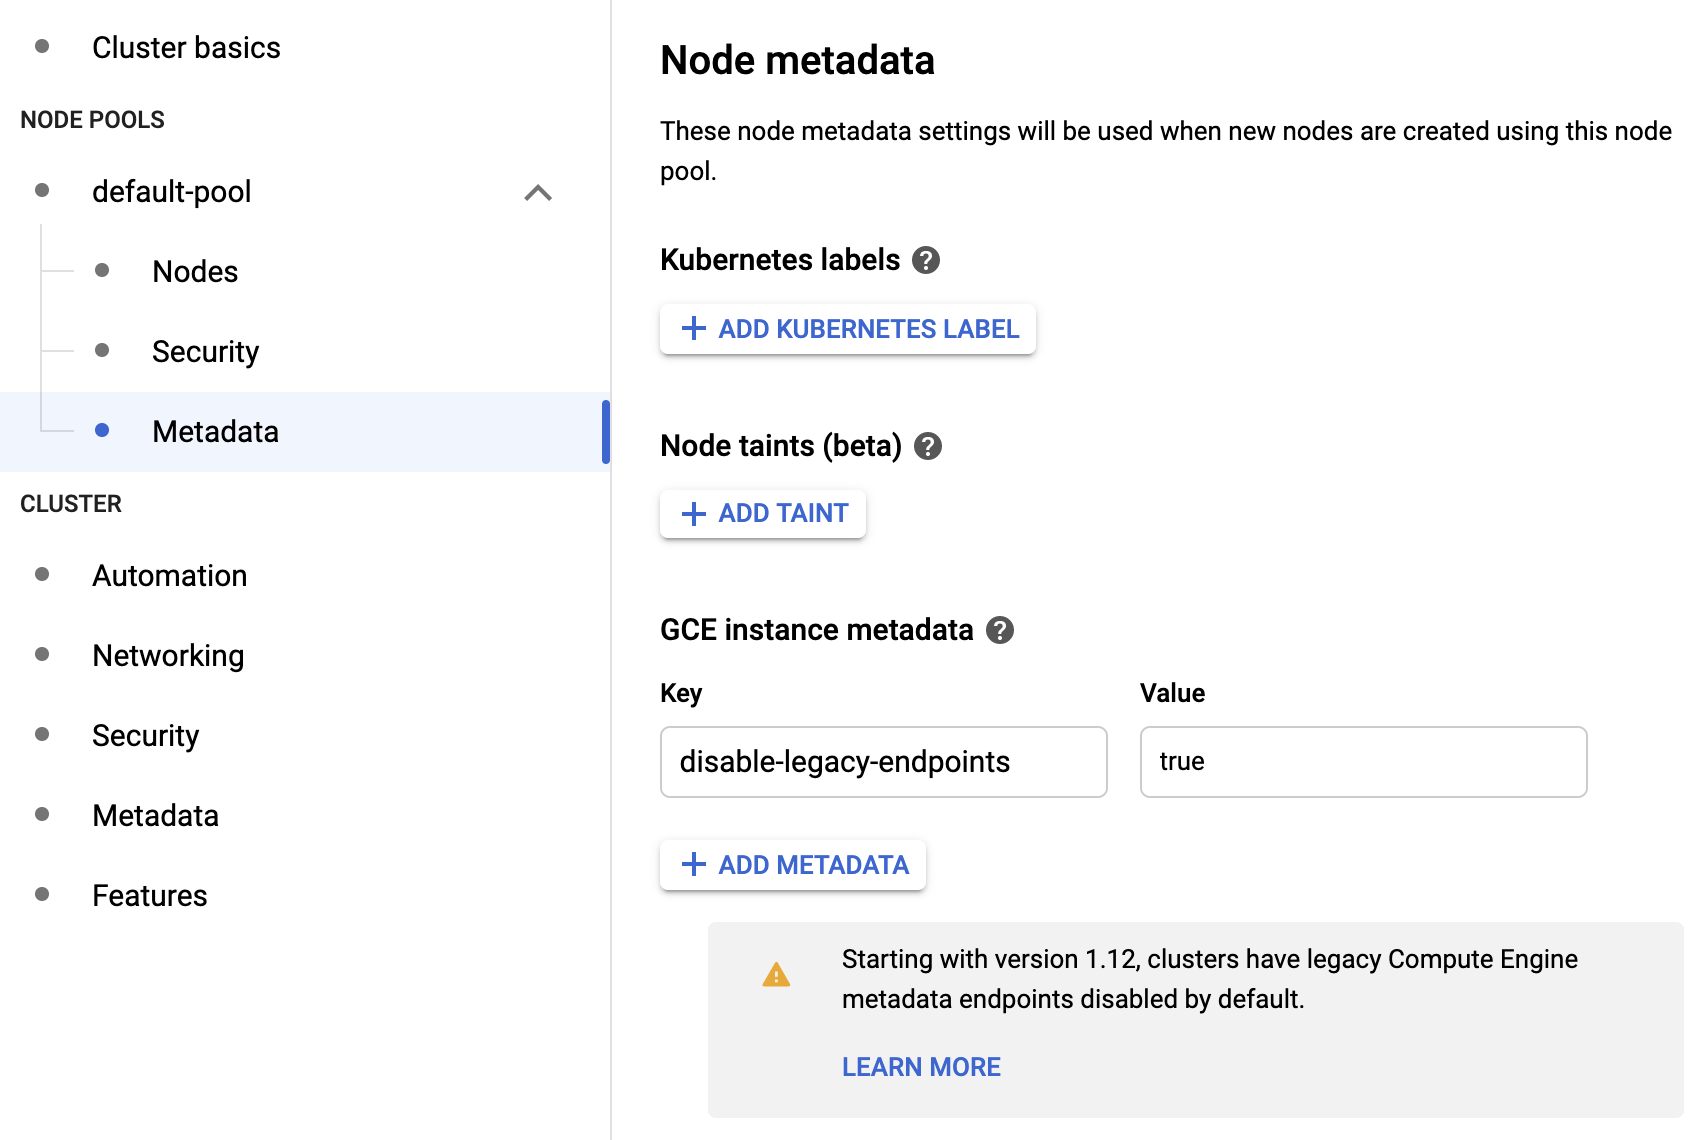 Cluster basics
NODE POOLS
default-pool
Nodes
Security
Metadata
CLUSTER
Automation
Networking
Security
Metadata
Features
Node metadata
These node metadata settings will be used when new nodes are created using this node
pool.
Kubernetes labels ?
+ ADD KUBERNETES LABEL
Node taints (beta) ?
+ ADD TAINT
GCE instance metadata ?
Key Value
disable-legacy-endpoints true
+ ADD METADATA
Starting with version 1.12, clusters have legacy Compute Engine
metadata endpoints disabled by default.
LEARN MORE